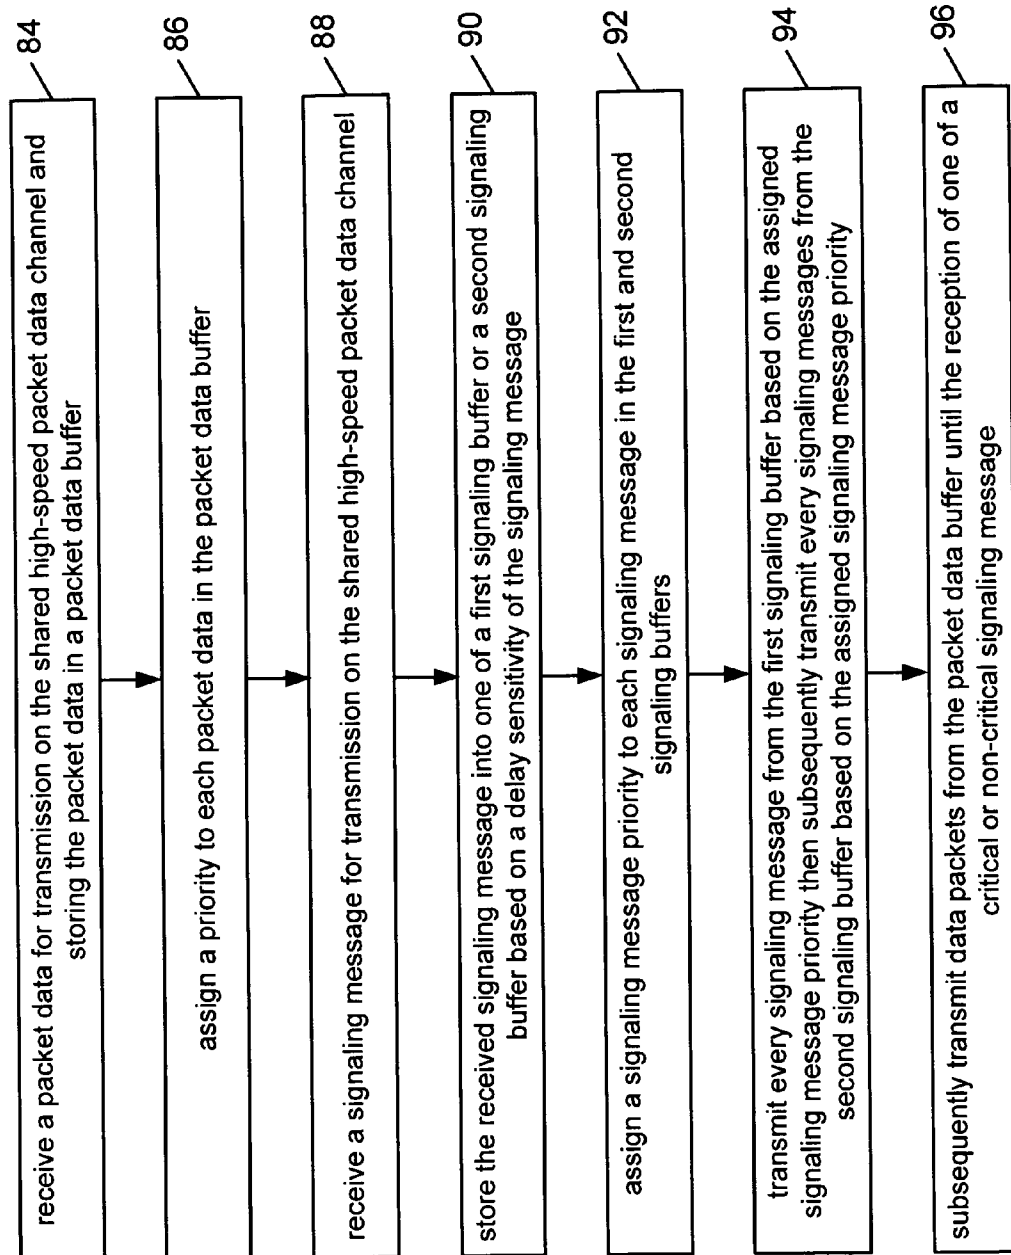 receive a packet data for transmission on the shared high-speed packet data channel and
storing the packet data in a packet data buffer
84
assign a priority to each packet data in the packet data buffer
86
receive a signaling message for transmission on the shared high-speed packet data channel
88
store the received signaling message into one of a first signaling buffer or a second signaling
buffer based on a delay sensitivity of the signaling message
90
assign a signaling message priority to each signaling message in the first and second
signaling buffers
92
transmit every signaling message from the first signaling buffer based on the assigned
signaling message priority then subsequently transmit every signaling messages from the
second signaling buffer based on the assigned signaling message priority
94
subsequently transmit data packets from the packet data buffer until the reception of one of a
critical or non-critical signaling message
96